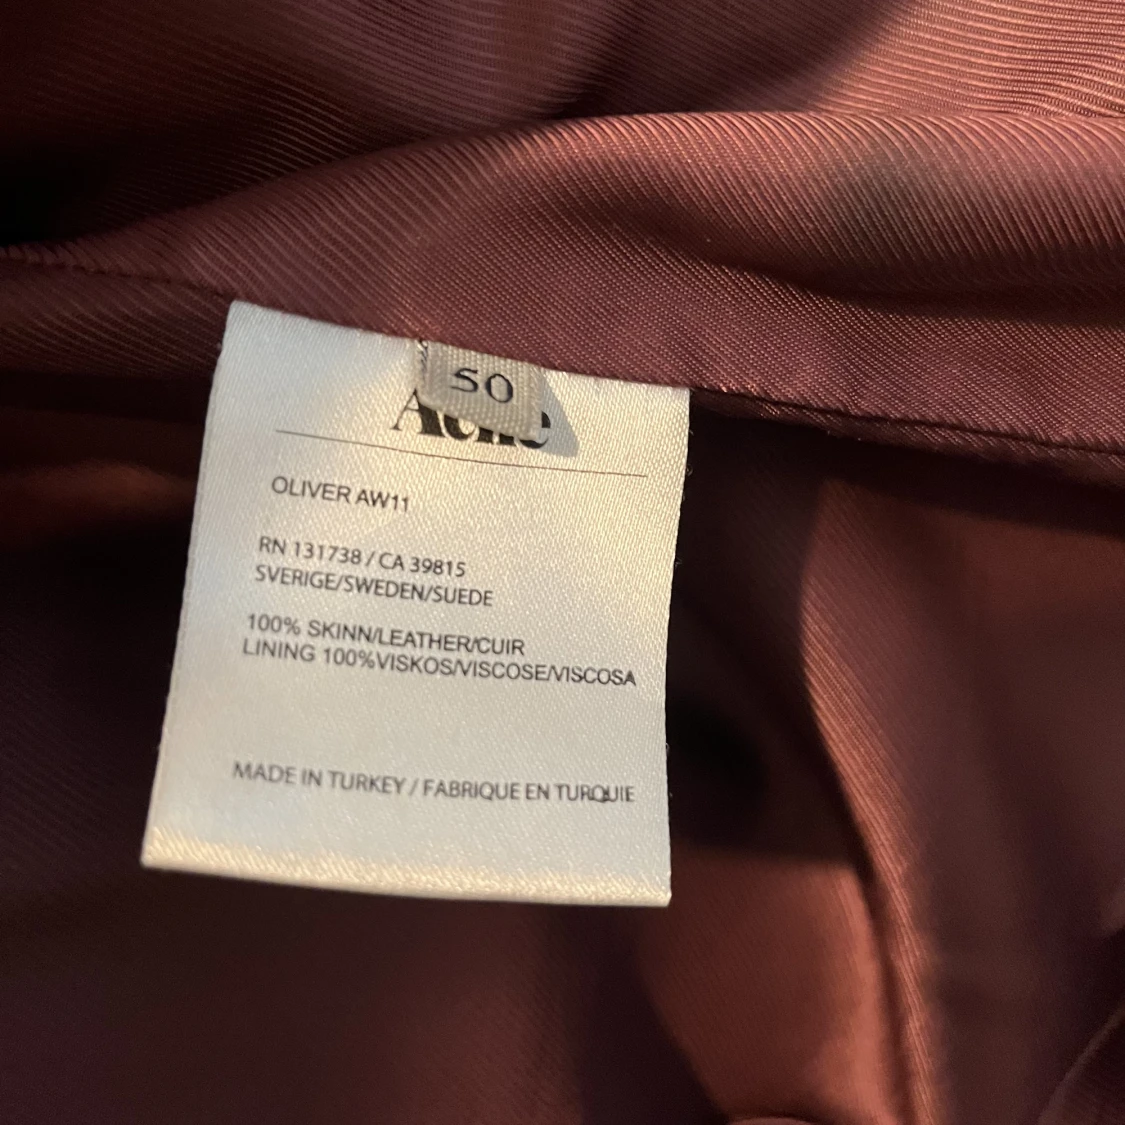 50
Acne
OLIVER AW11
RN 131738 / CA 39815
SVERIGE/SWEDEN/SUEDE
100% SKINN/LEATHER/CUIR
LINING 100%VISKOS/VISCOSE/VISCOSA
MADE IN TURKEY / FABRIQUE EN TURQUIE